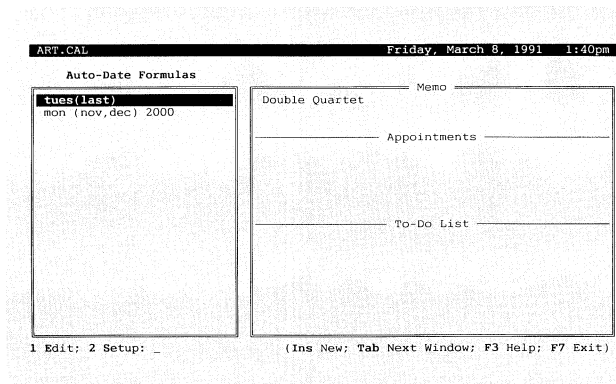 ART.CAL Friday, March 8, 1991 1:40pm
Auto-Date Formulas
tues(last)
mon (nov,dec) 2000
Memo
Double Quartet
Appointments
To-Do List
1 Edit; 2 Setup: _ (Ins New; Tab Next Window; F3 Help; F7 Exit)